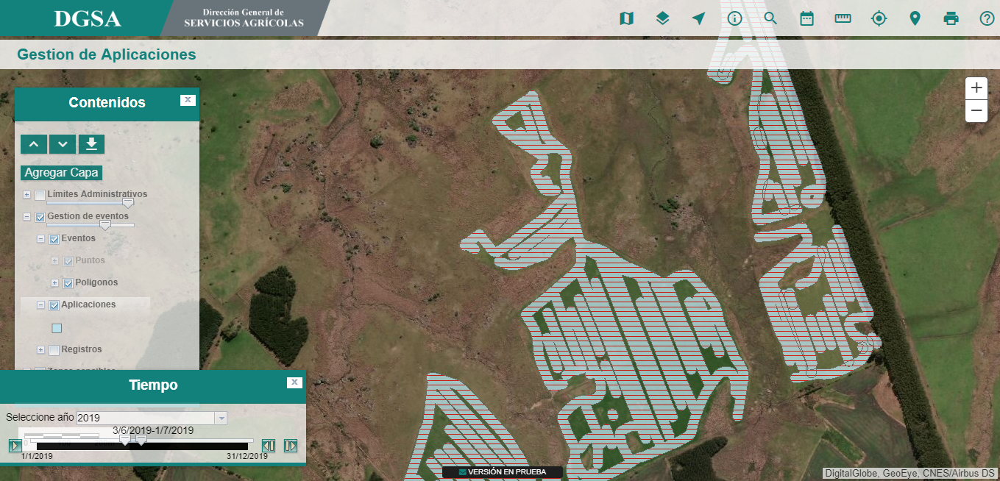 DGSA
Dirección General de
SERVICIOS AGRÍCOLAS
Gestion de Aplicaciones
Contenidos
x
+
−
Agregar Capa
Límites Administrativos
Gestion de eventos
Eventos
Puntos
Poligonos
Aplicaciones
Registros
Tiempo
x
Seleccione año 2019
3/6/2019-1/7/2019
1/1/2019
31/12/2019
VERSIÓN EN PRUEBA
DigitalGlobe, GeoEye, CNES/Airbus DS